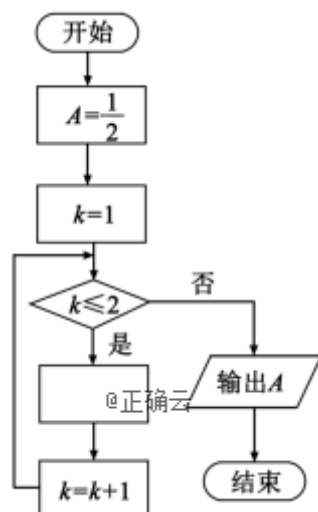 开始
A=1/2
k=1
k≤2
否
是
@正确云
输出A
k=k+1
结束